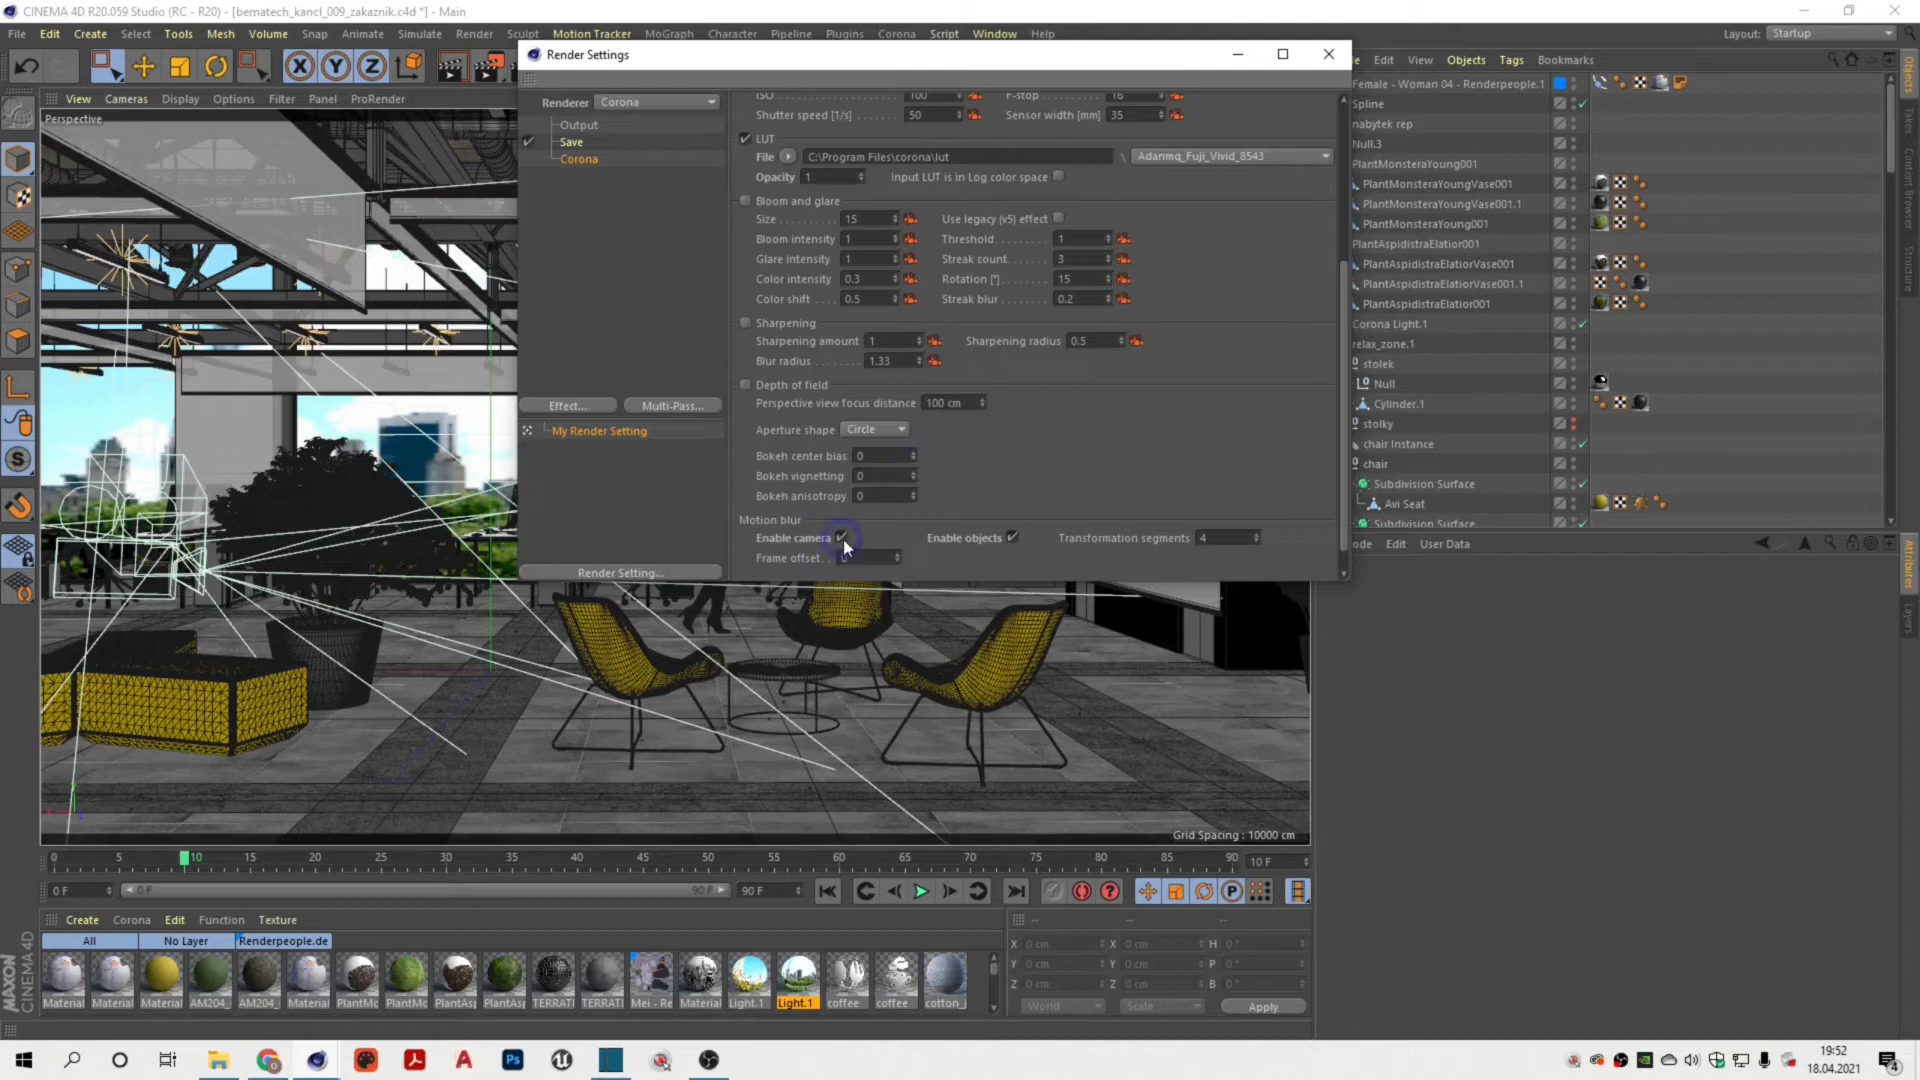 CINEMA 4D R20.059 Studio (RC - R20) - [bematech_kancl_009_zakaznik.c4d *] - Main
File Edit Create Select Tools Mesh Volume Snap Animate Simulate Render Sculpt Motion Tracker MoGraph Character Pipeline Plugins Corona Script Window Help Layout: Startup
Render Settings
View Cameras Display Options Filter Panel ProRender
Perspective
Renderer Corona
Output
Save
Corona
Effect... Multi-Pass...
My Render Setting
Render Setting...
ISO 100 F-stop 16
Shutter speed [1/s] 50 Sensor width [mm] 35
LUT
File C:\Program Files\corona\lut \ Adanmq_Fuji_Vivid_8543
Opacity 1 Input LUT is in Log color space
Bloom and glare
Size 15 Use legacy (v5) effect
Bloom intensity 1 Threshold 1
Glare intensity 1 Streak count 3
Color intensity 0.3 Rotation [°] 15
Color shift 0.5 Streak blur 0.2
Sharpening
Sharpening amount 1 Sharpening radius 0.5
Blur radius 1.33
Depth of field
Perspective view focus distance 100 cm
Aperture shape Circle
Bokeh center bias 0
Bokeh vignetting 0
Bokeh anisotropy 0
Motion blur
Enable camera Enable objects Transformation segments 4
Frame offset
Edit View Objects Tags Bookmarks
Female - Woman 04 - Renderpeople.1
Spline
nabytek rep
Null.3
PlantMonsteraYoung001
PlantMonsteraYoungVase001
PlantMonsteraYoungVase001.1
PlantMonsteraYoung001
PlantAspidistraElatior001
PlantAspidistraElatiorVase001
PlantAspidistraElatiorVase001.1
PlantAspidistraElatior001
Corona Light.1
relax_zone.1
stolek
Null
Cylinder.1
stolky
chair Instance
chair
Subdivision Surface
Avi Seat
Subdivision Surface
ode Edit User Data
Objects
Takes
Content Browser
Structure
Attributes
Layers
Grid Spacing : 10000 cm
0 5 10 15 20 25 30 35 40 45 50 55 60 65 70 75 80 85 90 10 F
0 F 0 F 90 F 90 F
Create Corona Edit Function Texture
All No Layer Renderpeople.de
Material Material Material AM204_ AM204_ Material PlantMc PlantMc PlantAs PlantAsp TERRATI TERRATI Mei - Re Material Light.1 Light.1 coffee coffee cotton_
-- -- --
X 0 cm X 0 cm H 0 °
Y 0 cm Y 0 cm P 0 °
Z 0 cm Z 0 cm B 0 °
World Scale Apply
MAXON CINEMA 4D
19:52
18.04.2021